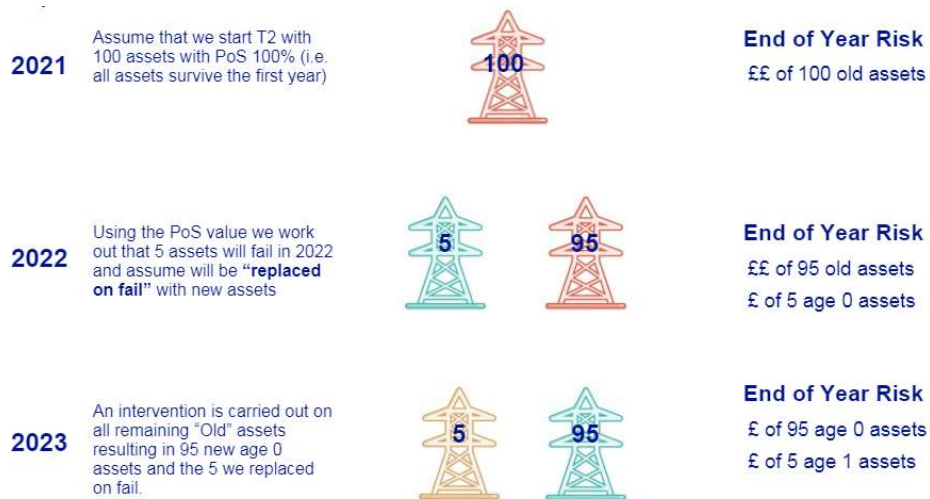 2021
Assume that we start T2 with
100 assets with PoS 100% (i.e.
all assets survive the first year)
100
End of Year Risk
££ of 100 old assets
2022
Using the PoS value we work
out that 5 assets will fail in 2022
and assume will be “replaced
on fail” with new assets
5
95
End of Year Risk
££ of 95 old assets
£ of 5 age 0 assets
2023
An intervention is carried out on
all remaining “Old” assets
resulting in 95 new age 0
assets and the 5 we replaced
on fail.
5
95
End of Year Risk
£ of 95 age 0 assets
£ of 5 age 1 assets